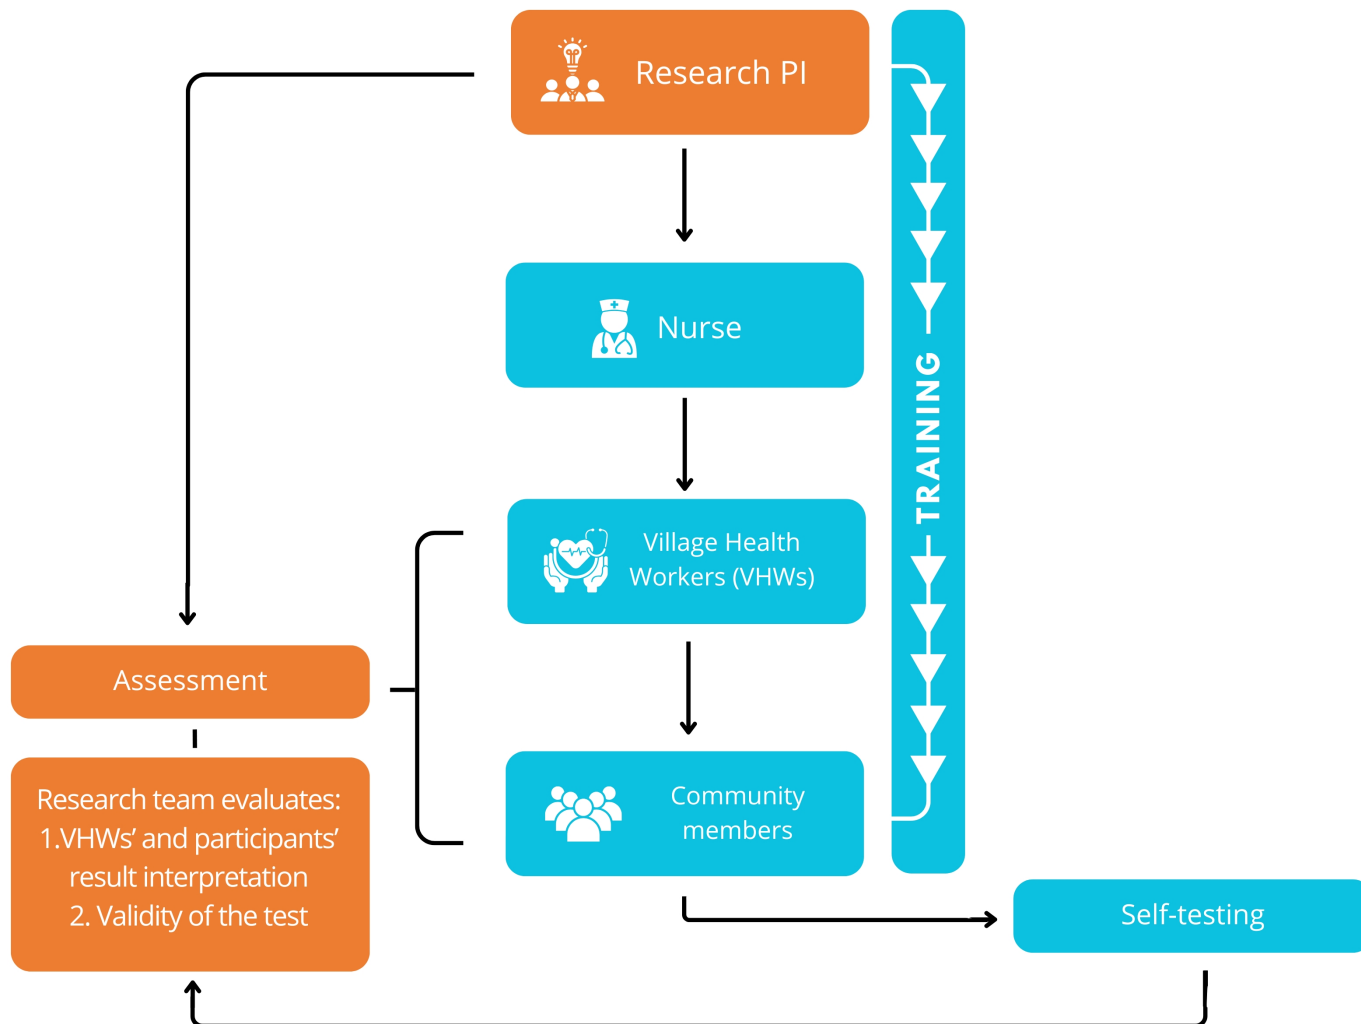 Research PI
Nurse
TRAINING
Village Health
Workers (VHWs)
Assessment
Community
members
Research team evaluates:
1.VHWs’ and participants’
result interpretation
2. Validity of the test
Self-testing